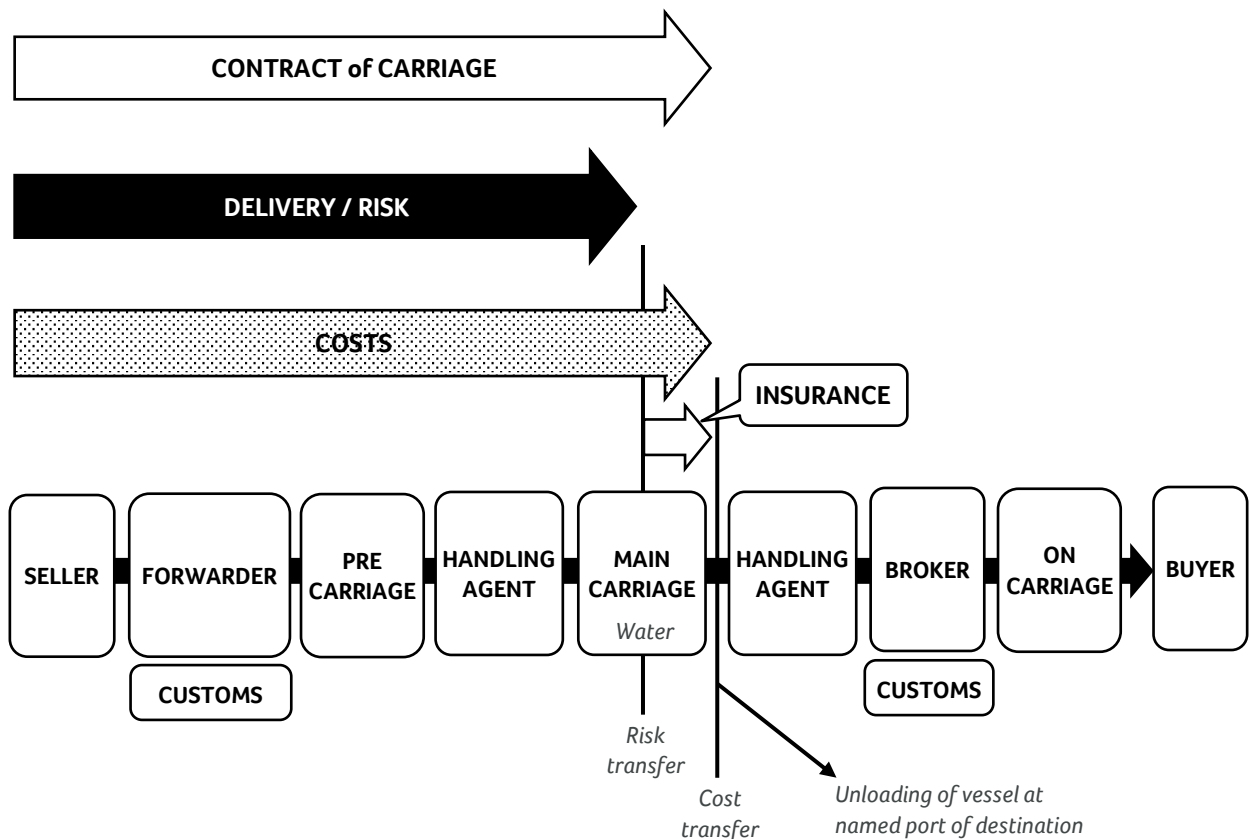 CONTRACT of CARRIAGE
DELIVERY / RISK
COSTS
INSURANCE
SELLER
FORWARDER
PRE
CARRIAGE
HANDLING
AGENT
MAIN
CARRIAGE
Water
HANDLING
AGENT
BROKER
ON
CARRIAGE
BUYER
CUSTOMS
CUSTOMS
Risk
transfer
Cost
transfer
Unloading of vessel at
named port of destination